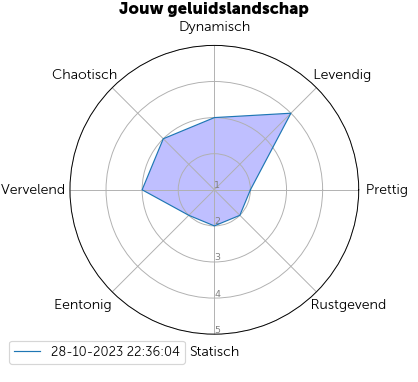 Jouw geluidslandschap
Dynamisch
Chaotisch
Levendig
Vervelend
1
Prettig
2
3
Eentonig
4
Rustgevend
5
28-10-2023 22:36:04
Statisch